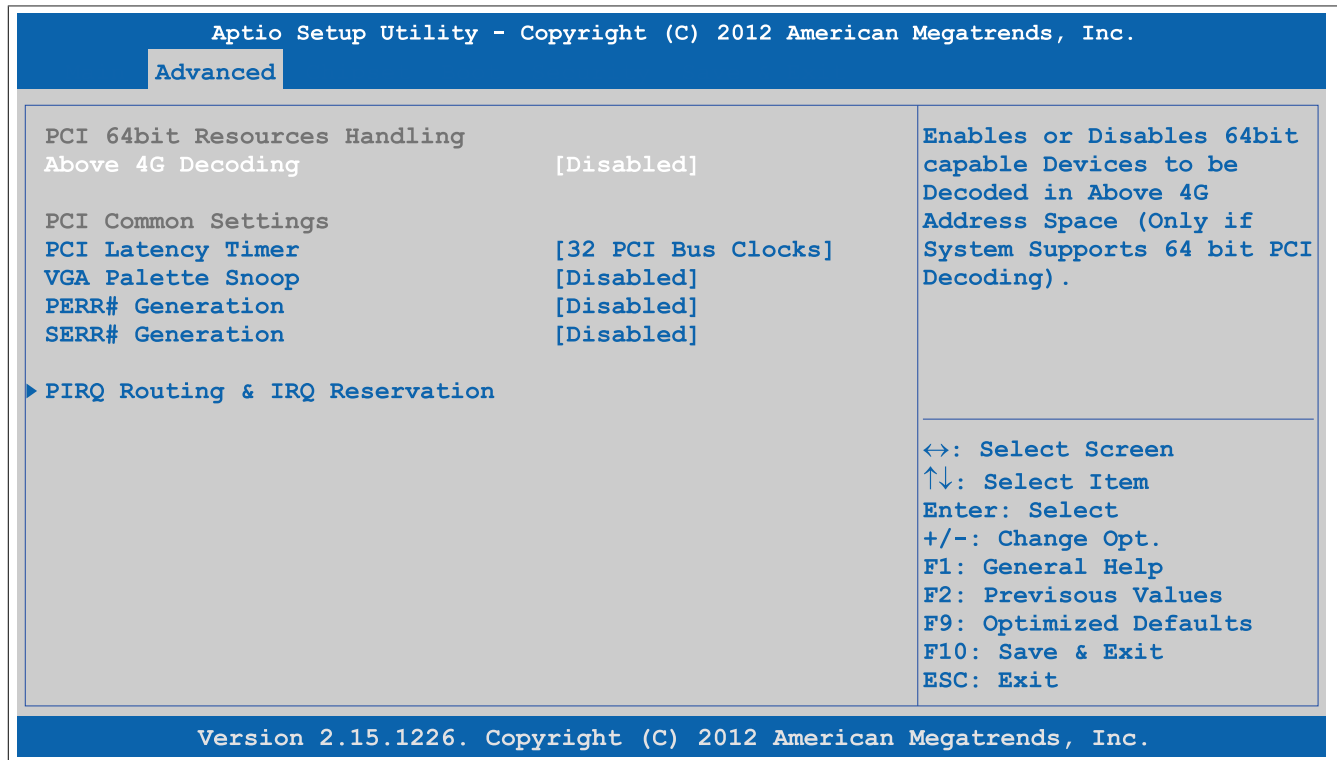 Aptio Setup Utility - Copyright (C) 2012 American Megatrends, Inc.
Advanced
PCI 64bit Resources Handling
Above 4G Decoding [Disabled]
PCI Common Settings
PCI Latency Timer [32 PCI Bus Clocks]
VGA Palette Snoop [Disabled]
PERR# Generation [Disabled]
SERR# Generation [Disabled]
PIRQ Routing & IRQ Reservation
Enables or Disables 64bit
capable Devices to be
Decoded in Above 4G
Address Space (Only if
System Supports 64 bit PCI
Decoding).
↔: Select Screen
↑↓: Select Item
Enter: Select
+/-: Change Opt.
F1: General Help
F2: Previsous Values
F9: Optimized Defaults
F10: Save & Exit
ESC: Exit
Version 2.15.1226. Copyright (C) 2012 American Megatrends, Inc.